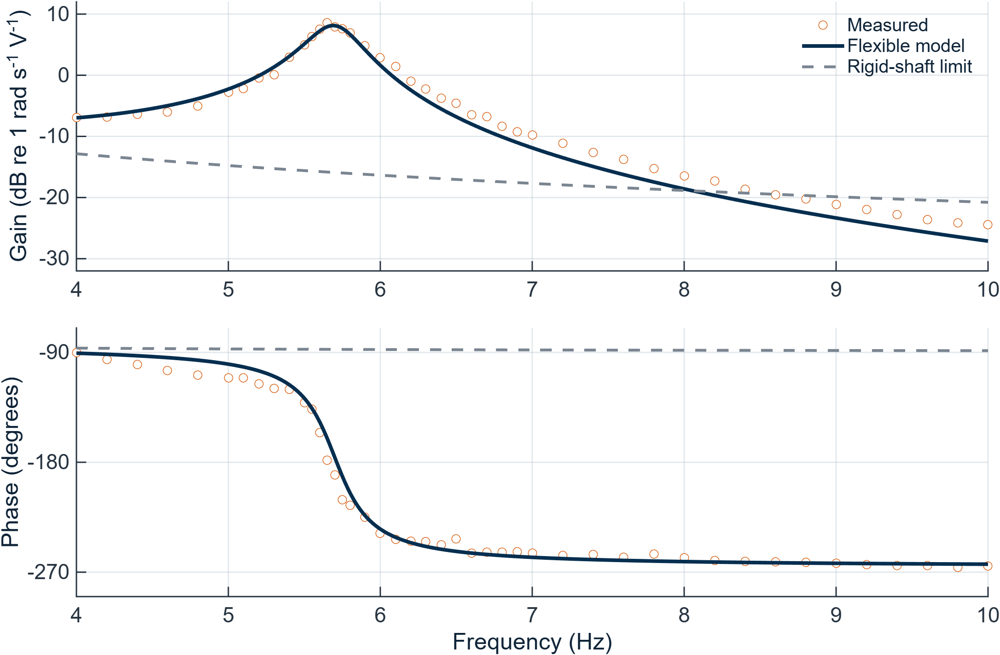 Gain (dB re 1 rad s⁻¹ V⁻¹)
10
0
-10
-20
-30
Measured
Flexible model
Rigid-shaft limit
4 5 6 7 8 9 10
Phase (degrees)
-90
-180
-270
4 5 6 7 8 9 10
Frequency (Hz)